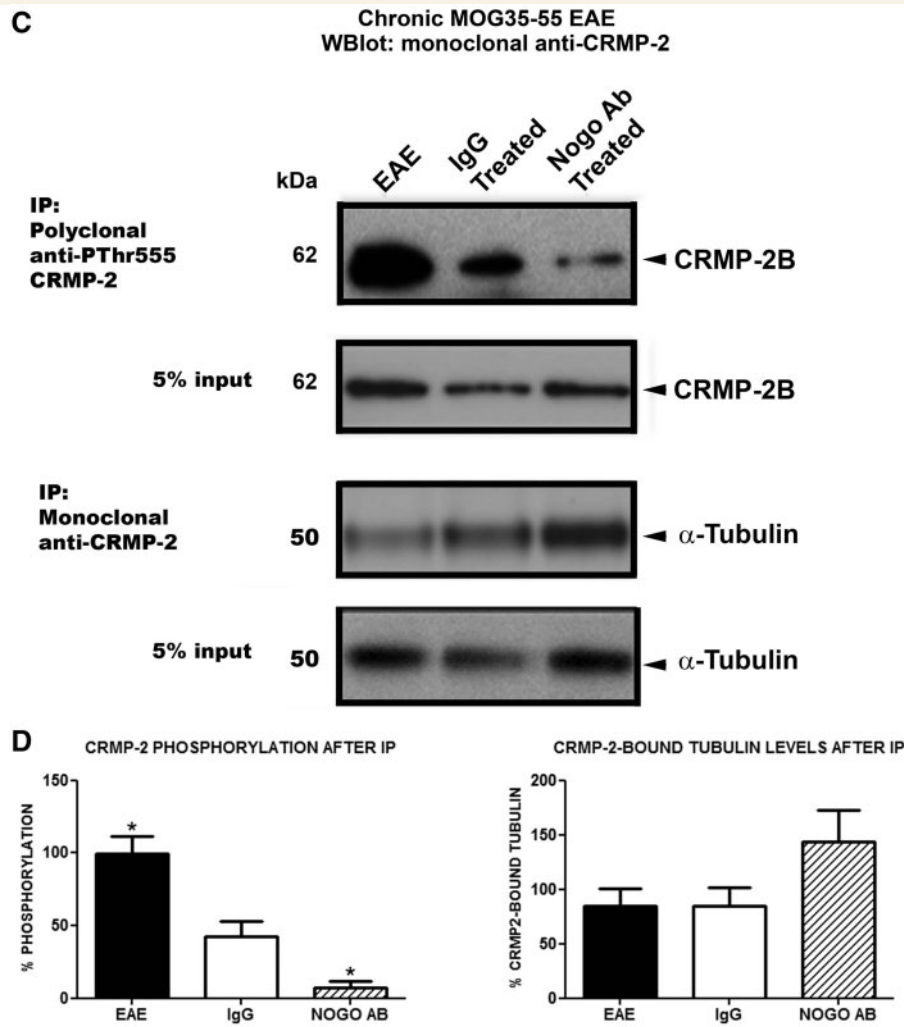 C
Chronic MOG35-55 EAE
WBlot: monoclonal anti-CRMP-2
kDa
EAE
IgG
Treated
Nogo Ab
Treated
IP:
Polyclonal
anti-PThr555
CRMP-2
62
CRMP-2B
5% input
62
CRMP-2B
IP:
Monoclonal
anti-CRMP-2
50
α-Tubulin
5% input
50
α-Tubulin
D
CRMP-2 PHOSPHORYLATION AFTER IP
% PHOSPHORYLATION
150
100
50
0
*
*
EAE
IgG
NOGO AB
CRMP-2-BOUND TUBULIN LEVELS AFTER IP
% CRMP2-BOUND TUBULIN
200
150
100
50
0
EAE
IgG
NOGO AB